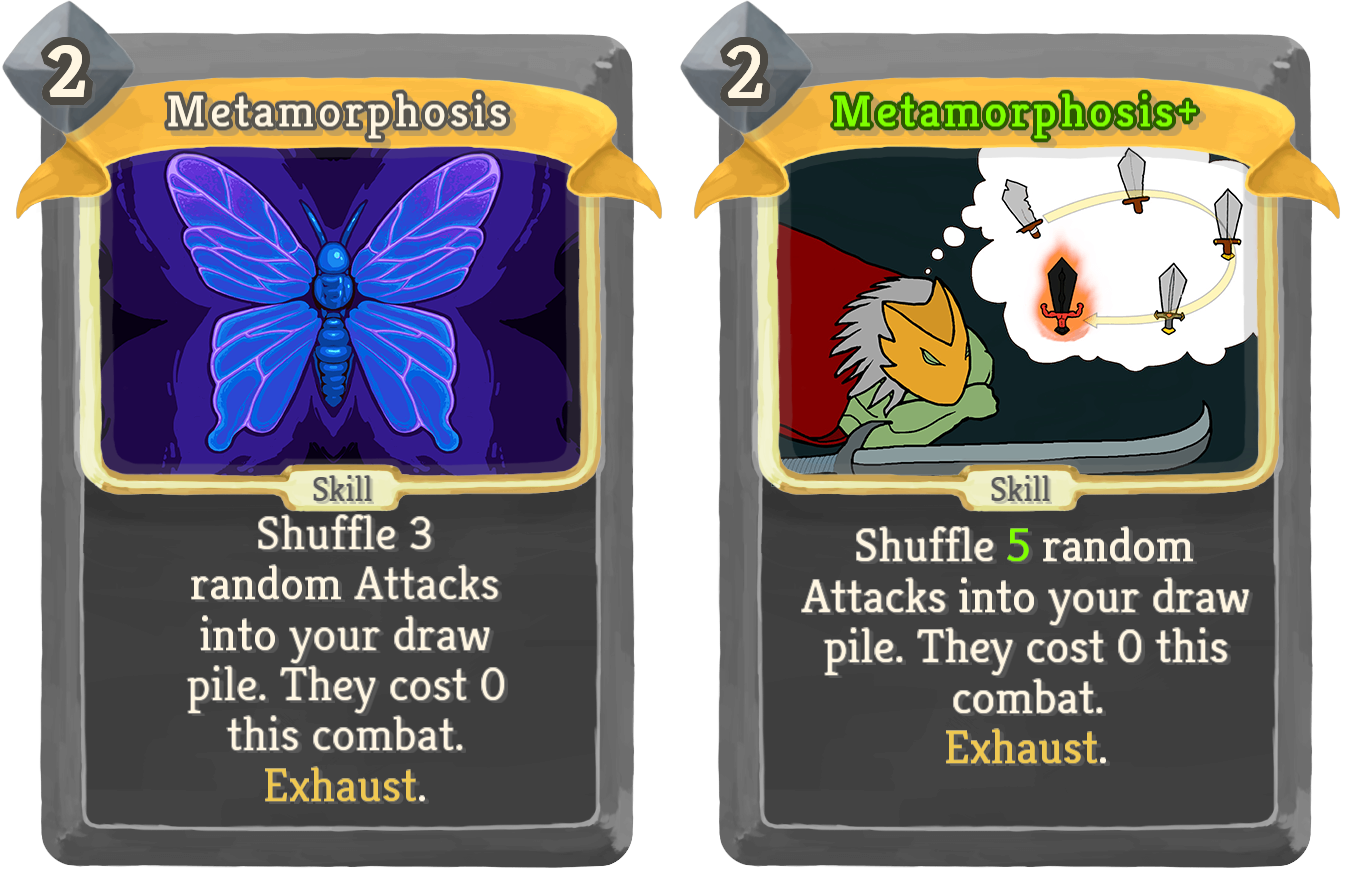 2
Metamorphosis
Skill
Shuffle 3
random Attacks
into your draw
pile. They cost 0
this combat.
Exhaust.
2
Metamorphosis+
Skill
Shuffle 5 random
Attacks into your draw
pile. They cost 0 this
combat.
Exhaust.